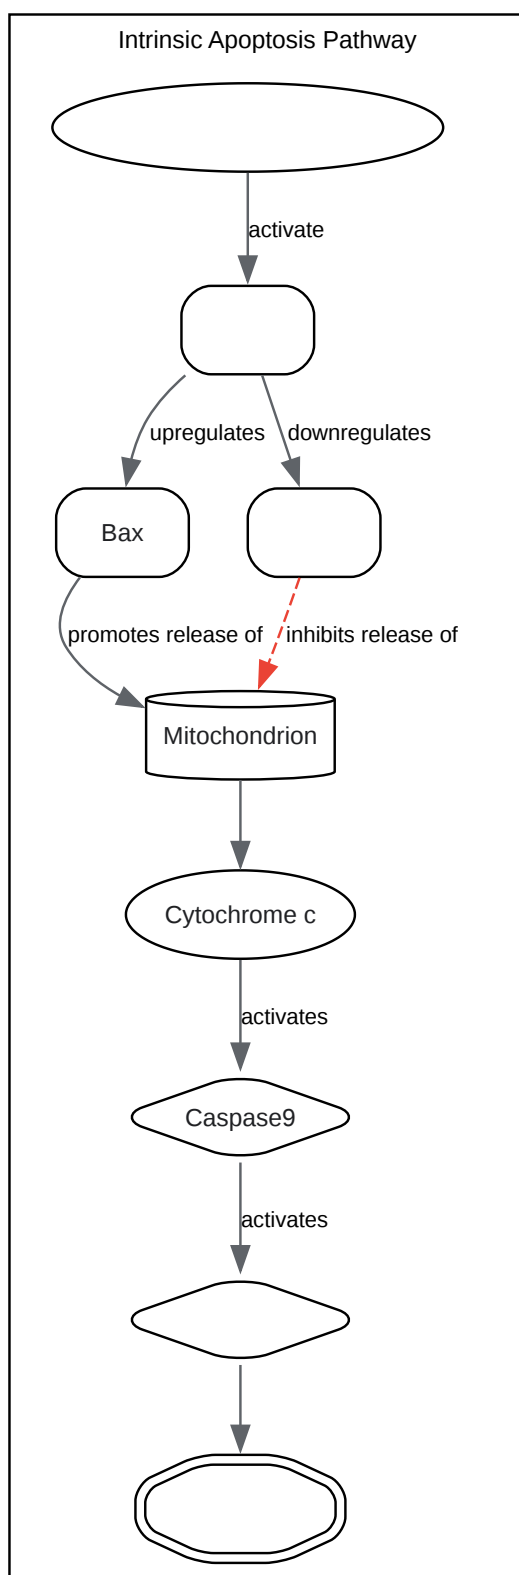 Intrinsic Apoptosis Pathway
activate
upregulates
downregulates
Bax
promotes release of
inhibits release of
Mitochondrion
Cytochrome c
activates
Caspase9
activates